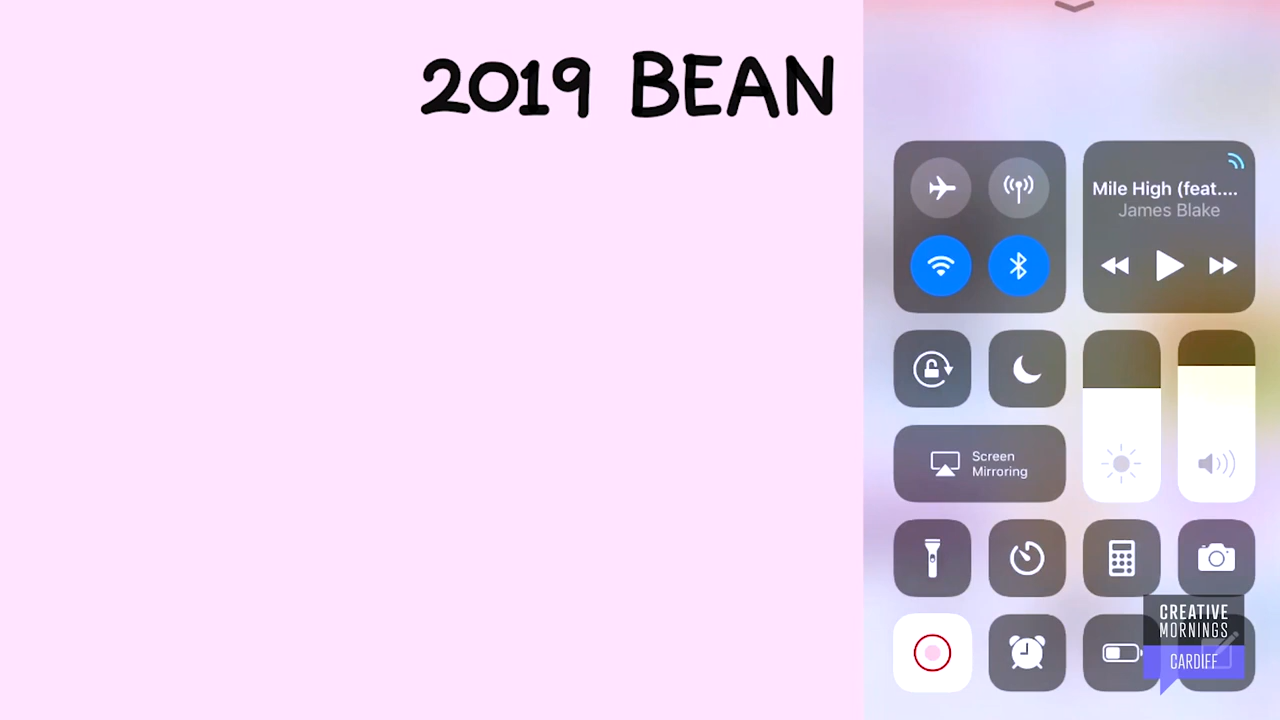 2019 BEAN
Mile High (feat....
James Blake
Screen
Mirroring
CREATIVE
MORNINGS
CARDIFF